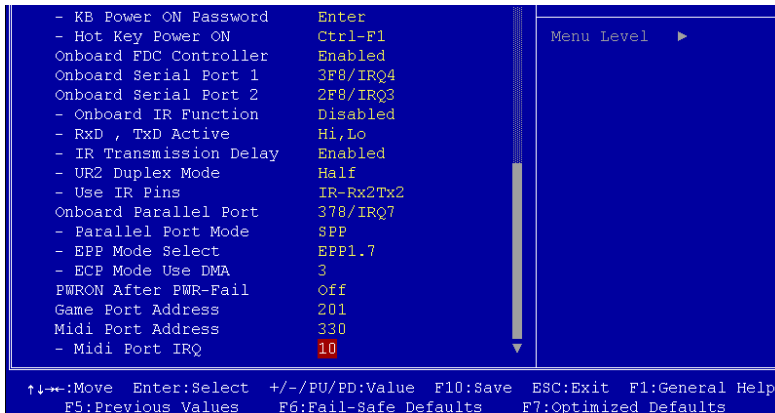 - KB Power ON Password Enter
- Hot Key Power ON Ctrl-F1
Onboard FDC Controller Enabled
Onboard Serial Port 1 3F8/IRQ4
Onboard Serial Port 2 2F8/IRQ3
- Onboard IR Function Disabled
- RxD , TxD Active Hi,Lo
- IR Transmission Delay Enabled
- UR2 Duplex Mode Half
- Use IR Pins IR-Rx2Tx2
Onboard Parallel Port 378/IRQ7
- Parallel Port Mode SPP
- EPP Mode Select EPP1.7
- ECP Mode Use DMA 3
PWRON After PWR-Fail Off
Game Port Address 201
Midi Port Address 330
- Midi Port IRQ 10
Menu Level ►
↑↓→←:Move Enter:Select +/-/PU/PD:Value F10:Save ESC:Exit F1:General Help
F5:Previous Values F6:Fail-Safe Defaults F7:Optimized Defaults